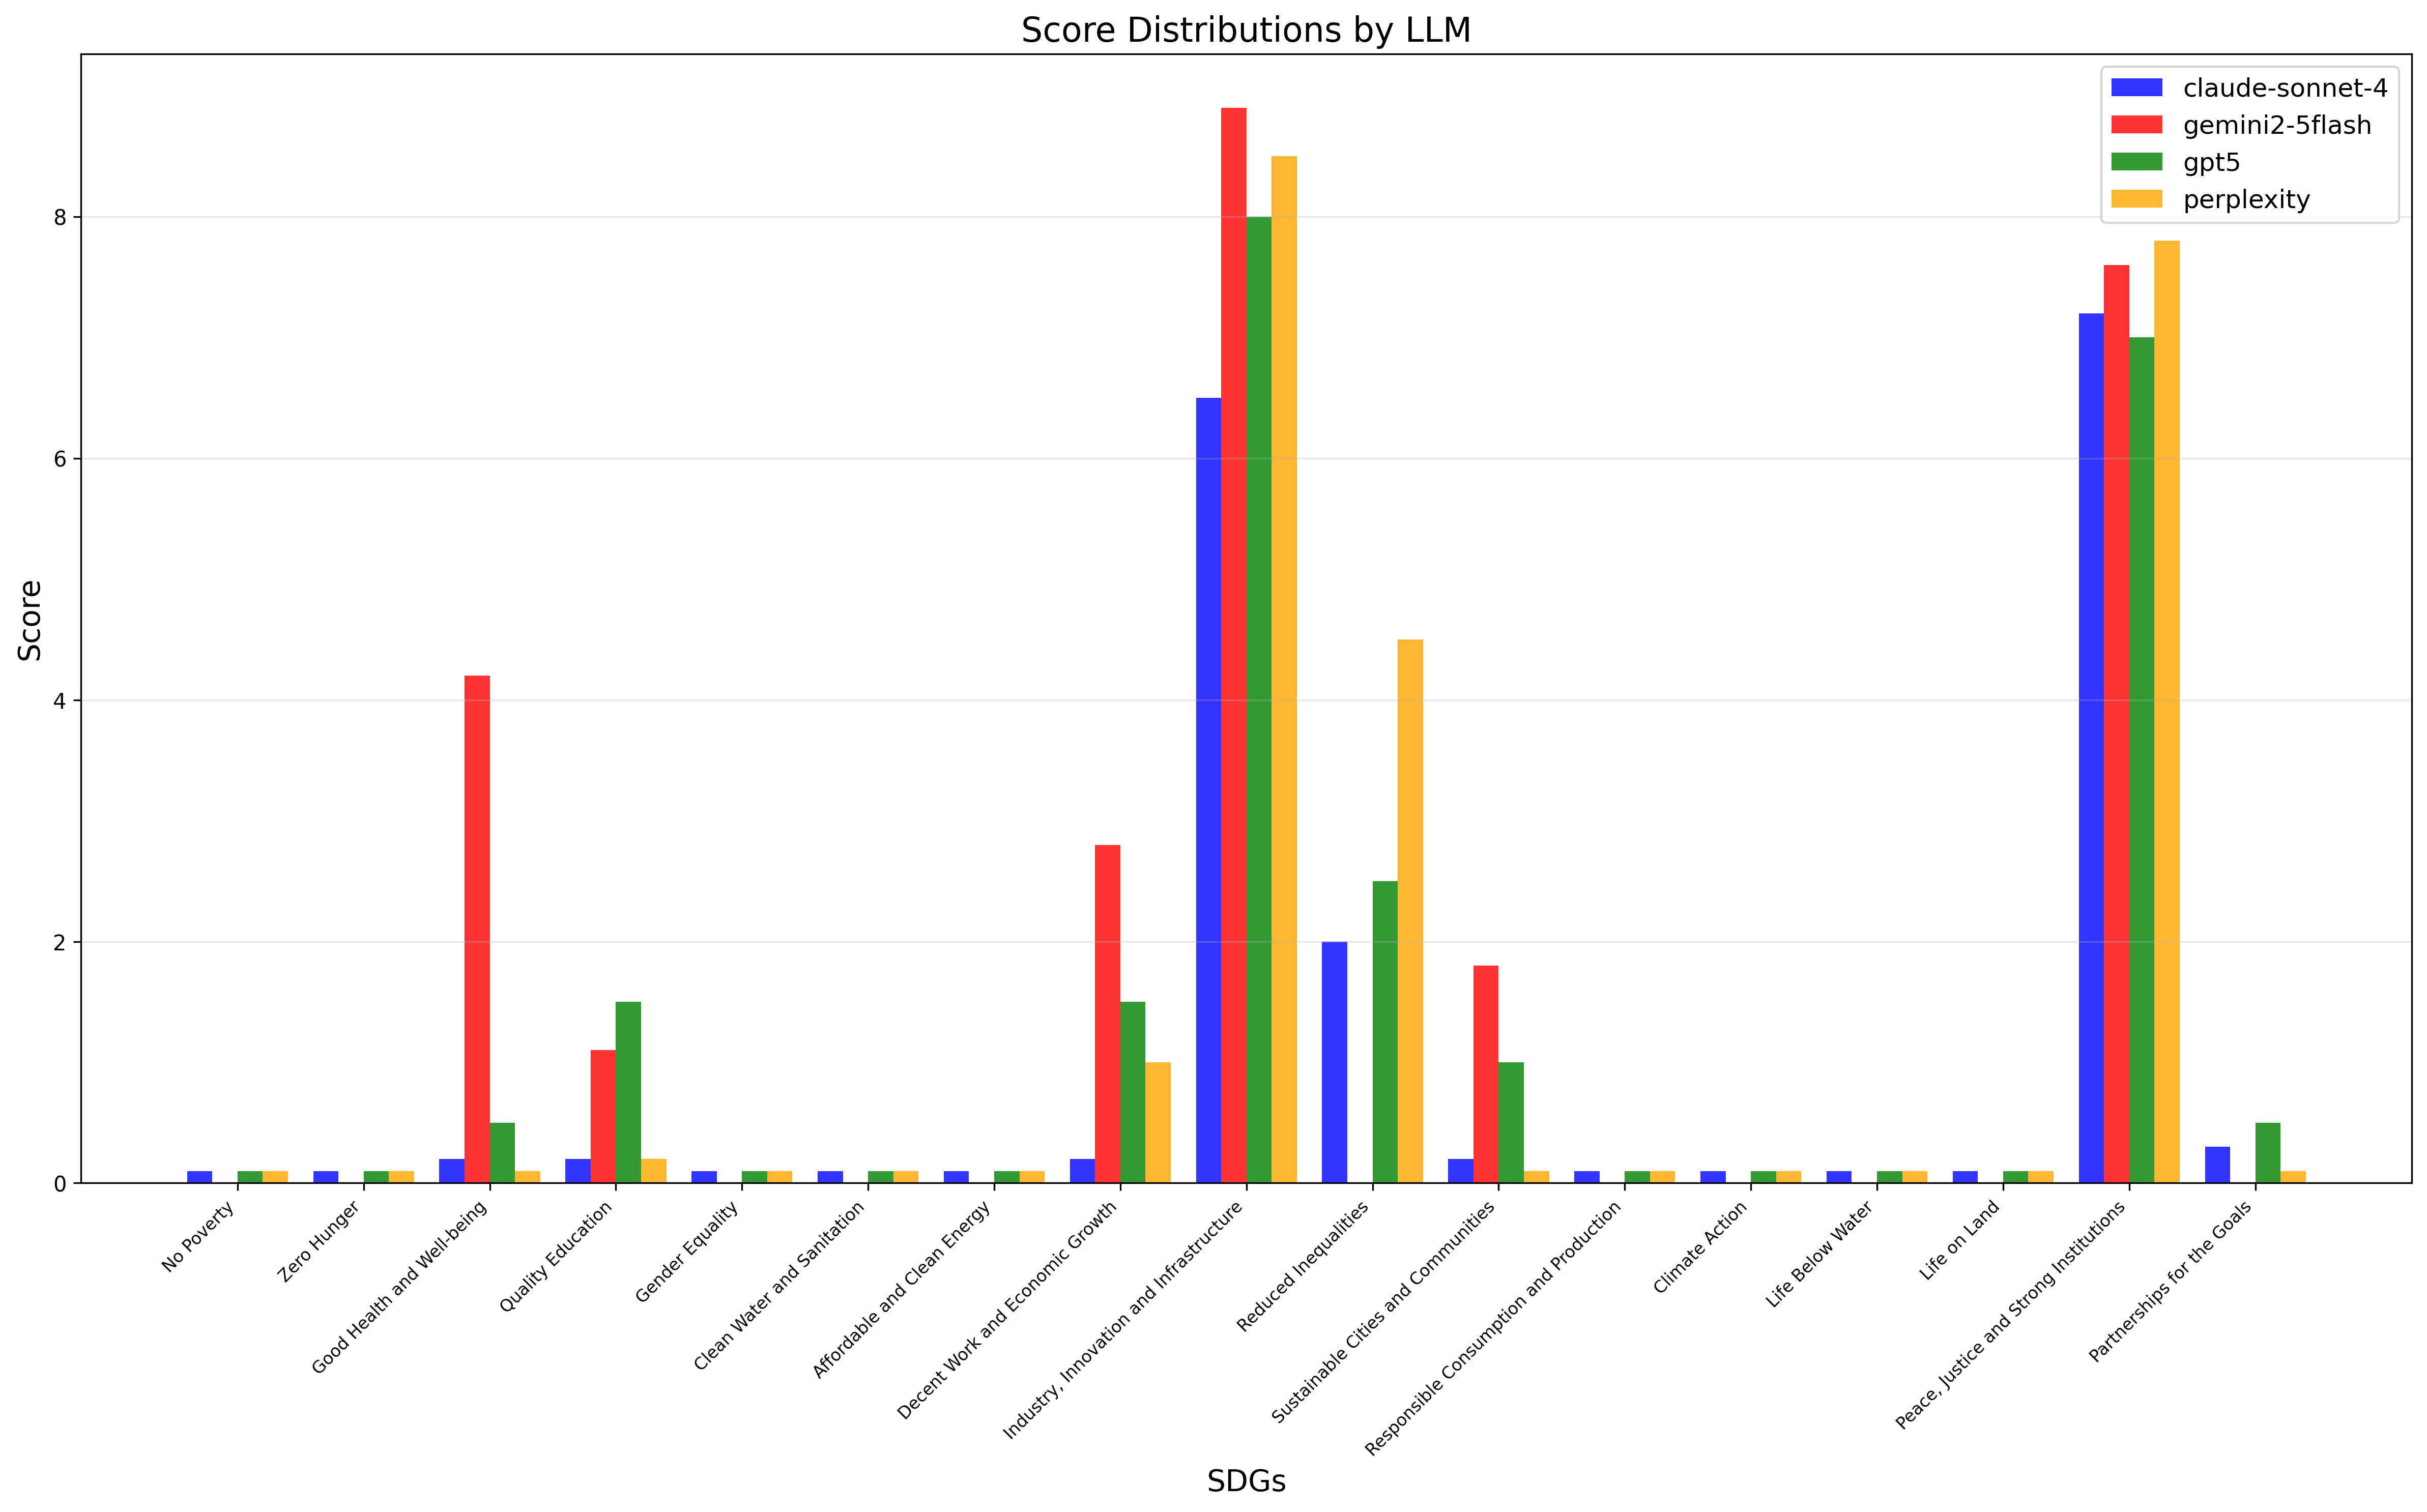 Score Distributions by LLM
claude-sonnet-4
gemini2-5flash
gpt5
perplexity
Score
8
6
4
2
0
No Poverty
Zero Hunger
Good Health and Well-being
Quality Education
Gender Equality
Clean Water and Sanitation
Affordable and Clean Energy
Decent Work and Economic Growth
Industry, Innovation and Infrastructure
Reduced Inequalities
Sustainable Cities and Communities
Responsible Consumption and Production
Climate Action
Life Below Water
Life on Land
Peace, Justice and Strong Institutions
Partnerships for the Goals
SDGs